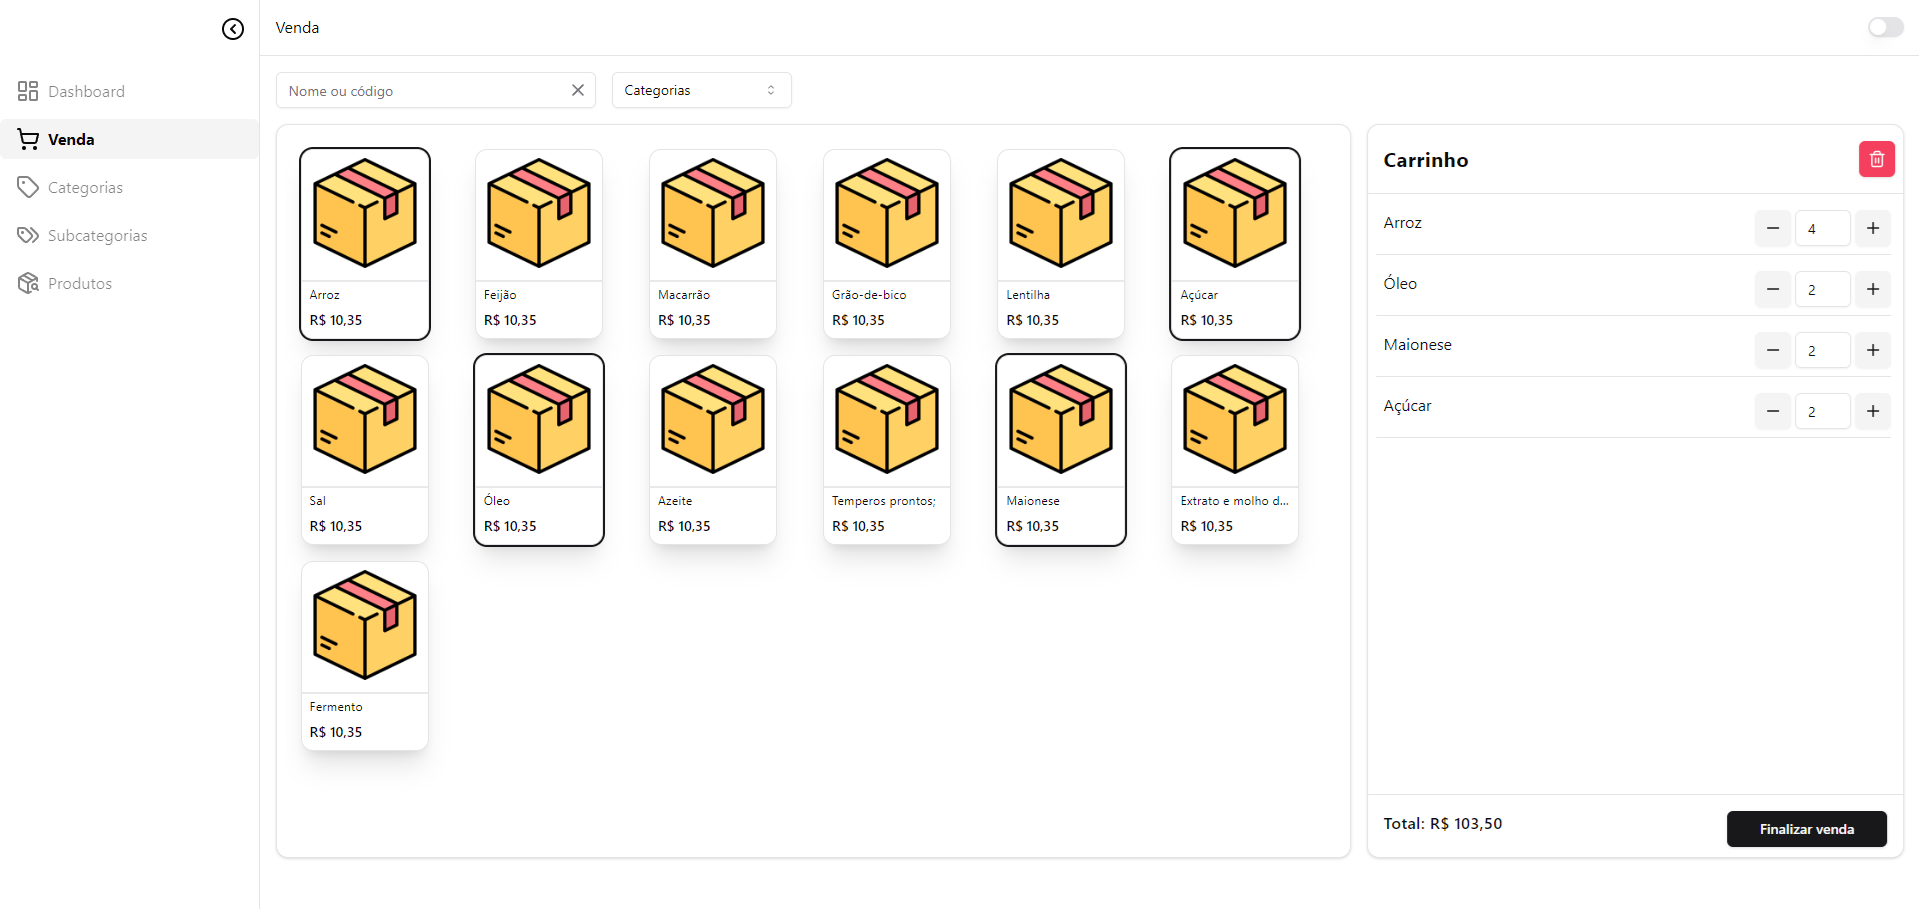 Venda
Dashboard
Venda
Categorias
Subcategorias
Produtos
Nome ou código
Categorias
Arroz
R$ 10,35
Feijão
R$ 10,35
Macarrão
R$ 10,35
Grão-de-bico
R$ 10,35
Lentilha
R$ 10,35
Açúcar
R$ 10,35
Sal
R$ 10,35
Óleo
R$ 10,35
Azeite
R$ 10,35
Temperos prontos;
R$ 10,35
Maionese
R$ 10,35
Extrato e molho d...
R$ 10,35
Fermento
R$ 10,35
Carrinho
Arroz
4
Óleo
2
Maionese
2
Açúcar
2
Total: R$ 103,50
Finalizar venda